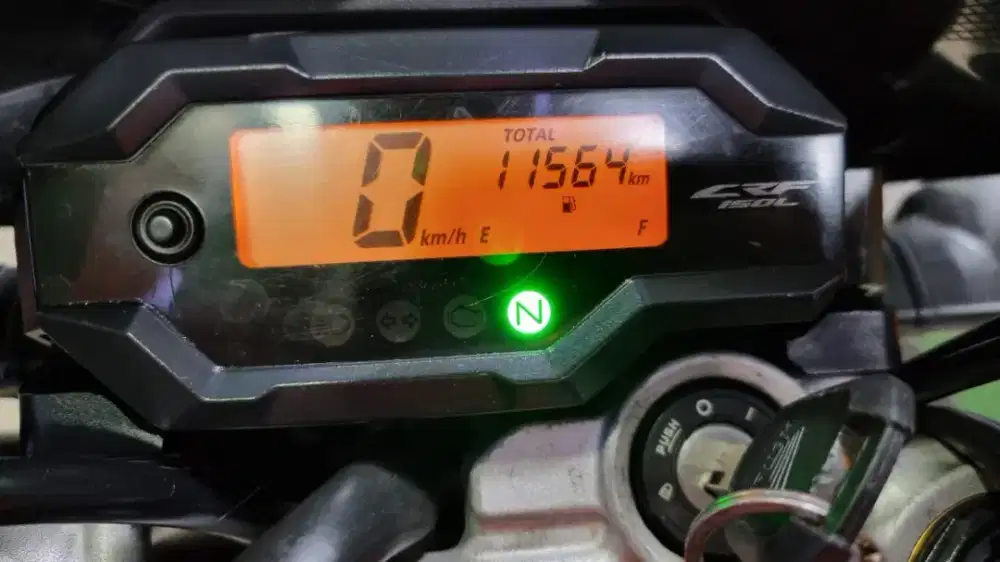 TOTAL
0 km/h
11564 km
E F
CRF
150L
N
PUSH